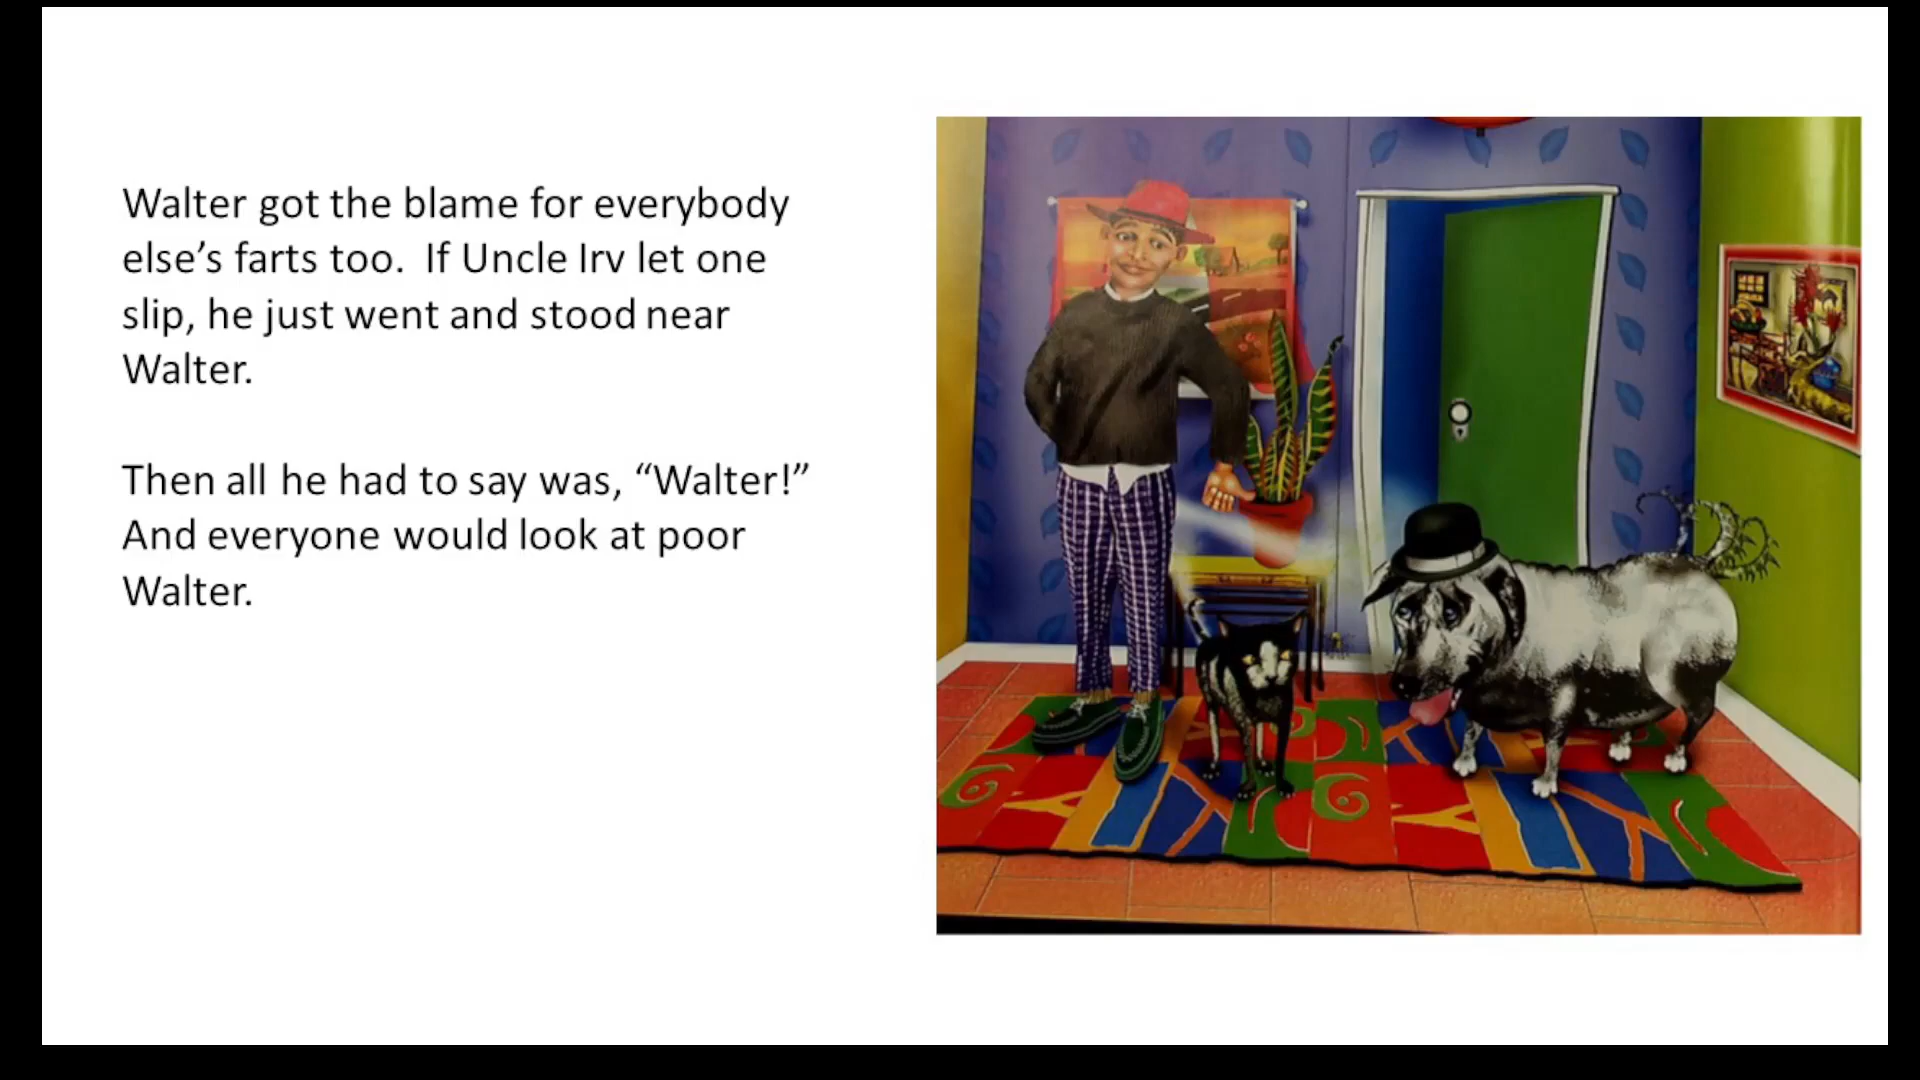 Walter got the blame for everybody
else’s farts too.  If Uncle Irv let one
slip, he just went and stood near
Walter.
Then all he had to say was, “Walter!”
And everyone would look at poor
Walter.